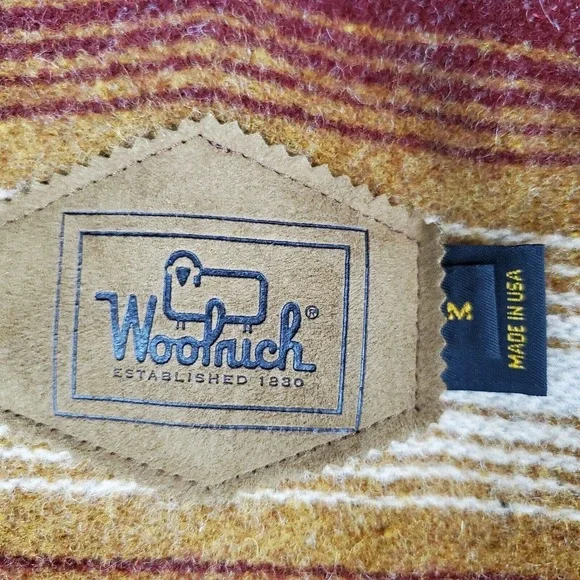 Woolrich®
ESTABLISHED 1830
M
MADE IN USA